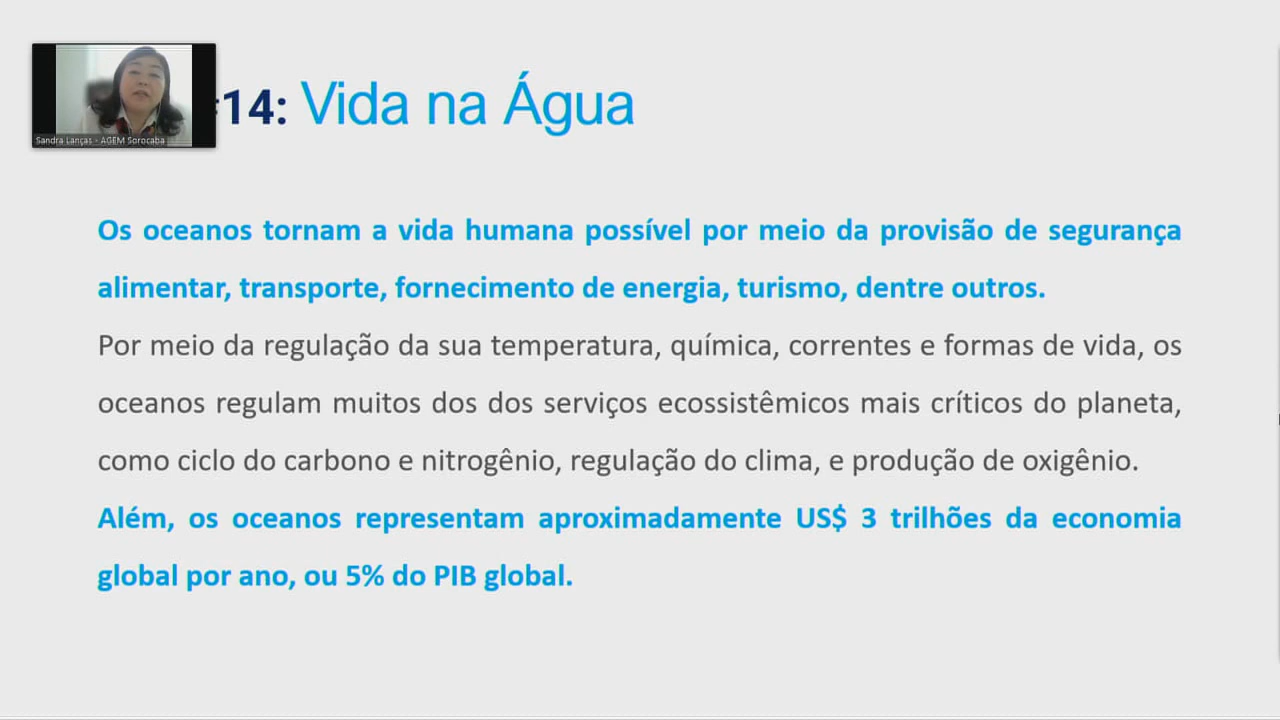 #14: Vida na Água
Sandra Lanças - AGEM Sorocaba
Os oceanos tornam a vida humana possível por meio da provisão de segurança
alimentar, transporte, fornecimento de energia, turismo, dentre outros.
Por meio da regulação da sua temperatura, química, correntes e formas de vida, os
oceanos regulam muitos dos dos serviços ecossistêmicos mais críticos do planeta,
como ciclo do carbono e nitrogênio, regulação do clima, e produção de oxigênio.
Além, os oceanos representam aproximadamente US$ 3 trilhões da economia
global por ano, ou 5% do PIB global.